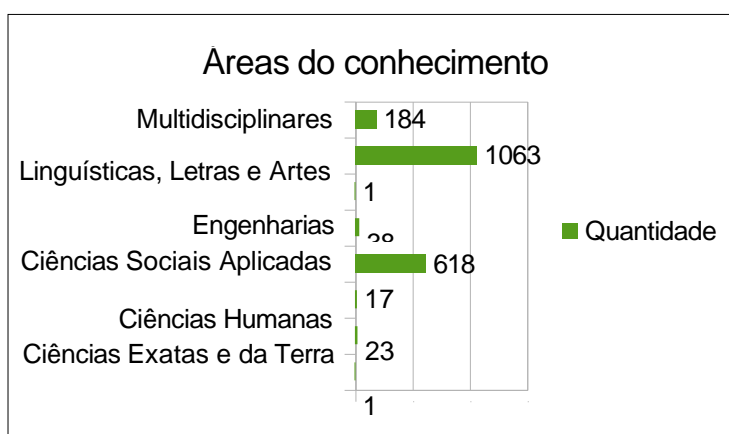 Áreas do conhecimento
Multidisciplinares
184
1063
Linguísticas, Letras e Artes
1
Engenharias
38
Ciências Sociais Aplicadas
618
Quantidade
17
Ciências Humanas
Ciências Exatas e da Terra
23
1